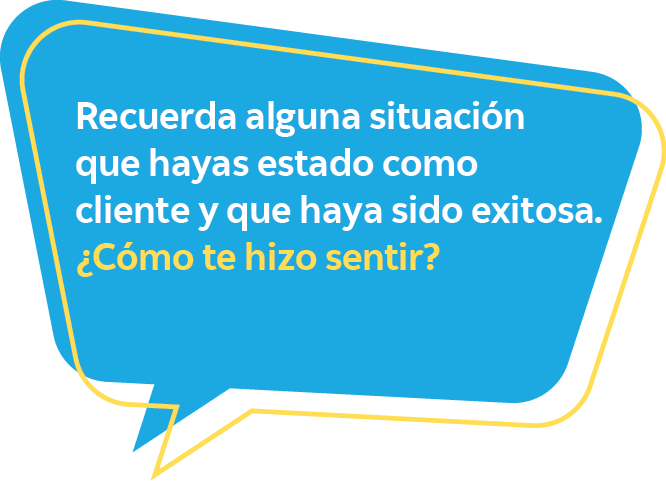 Recuerda alguna situación
que hayas estado como
cliente y que haya sido exitosa.
¿Cómo te hizo sentir?